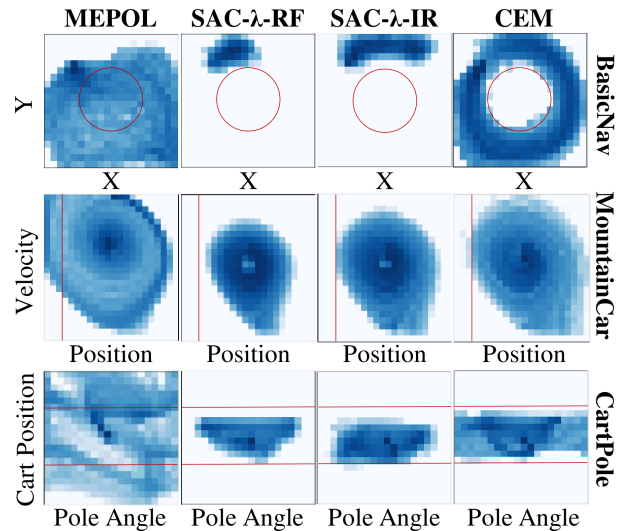 MEPOL SAC-λ-RF SAC-λ-IR CEM
Y
BasicNav
X X X X
Velocity
MountainCar
Position Position Position Position
Cart Position
CartPole
Pole Angle Pole Angle Pole Angle Pole Angle